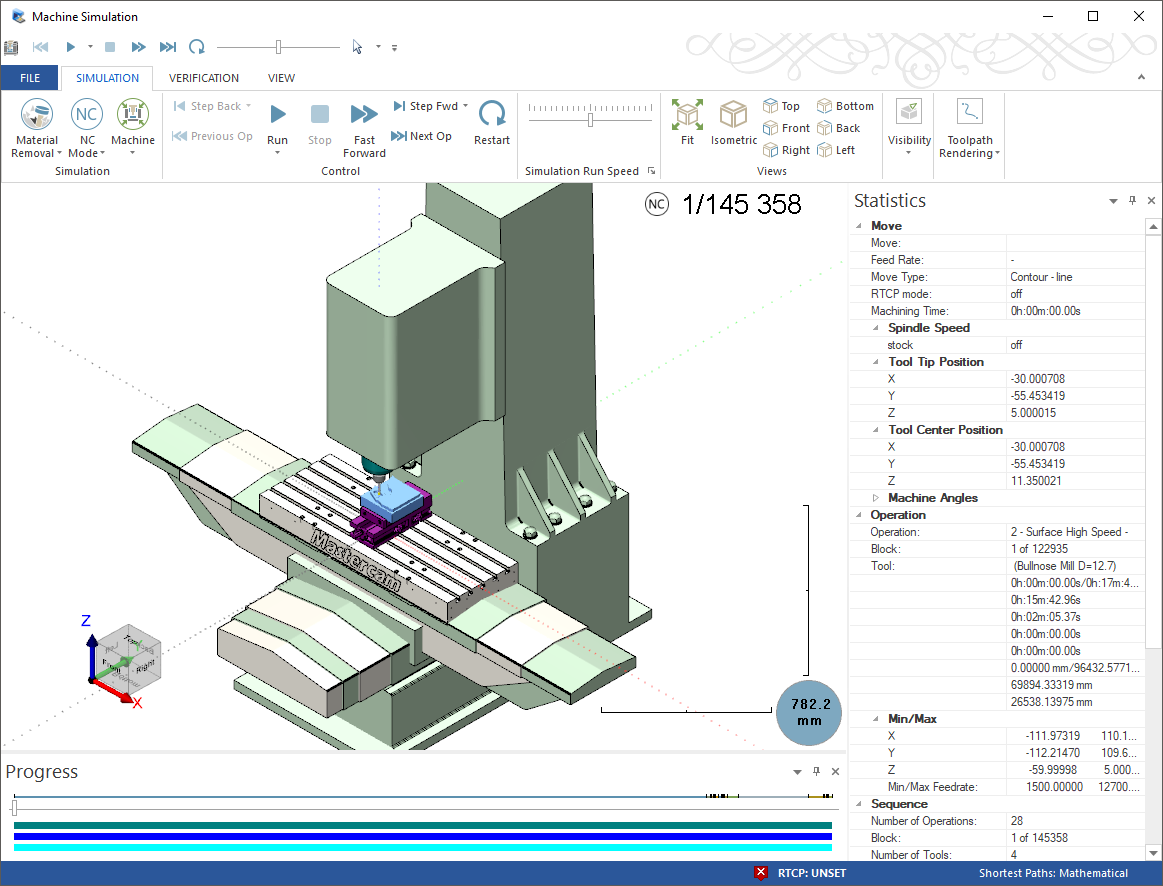 Machine Simulation
FILE SIMULATION VERIFICATION VIEW
Material Removal
NC Mode
Machine
Simulation
Step Back
Previous Op
Run
Stop
Fast Forward
Step Fwd
Next Op
Restart
Control
Simulation Run Speed
Fit
Isometric
Top
Front
Right
Bottom
Back
Left
Views
Visibility
Toolpath Rendering
NC 1/145 358
Mastercam
Z
X
Top
Front
Right
782.2
mm
Progress
Statistics
Move
Move:
Feed Rate: -
Move Type: Contour - line
RTCP mode: off
Machining Time: 0h:00m:00.00s
Spindle Speed
stock off
Tool Tip Position
X -30.000708
Y -55.453419
Z 5.000015
Tool Center Position
X -30.000708
Y -55.453419
Z 11.350021
Machine Angles
Operation
Operation: 2 - Surface High Speed -
Block: 1 of 122935
Tool: (Bullnose Mill D=12.7)
0h:00m:00.00s/0h:17m:4...
0h:15m:42.96s
0h:02m:05.37s
0h:00m:00.00s
0h:00m:00.00s
0.00000 mm/96432.5771...
69894.33319 mm
26538.13975 mm
Min/Max
X -111.97319 110.1...
Y -112.21470 109.6...
Z -59.99998 5.000...
Min/Max Feedrate: 1500.00000 12700....
Sequence
Number of Operations: 28
Block: 1 of 145358
Number of Tools: 4
RTCP: UNSET
Shortest Paths: Mathematical